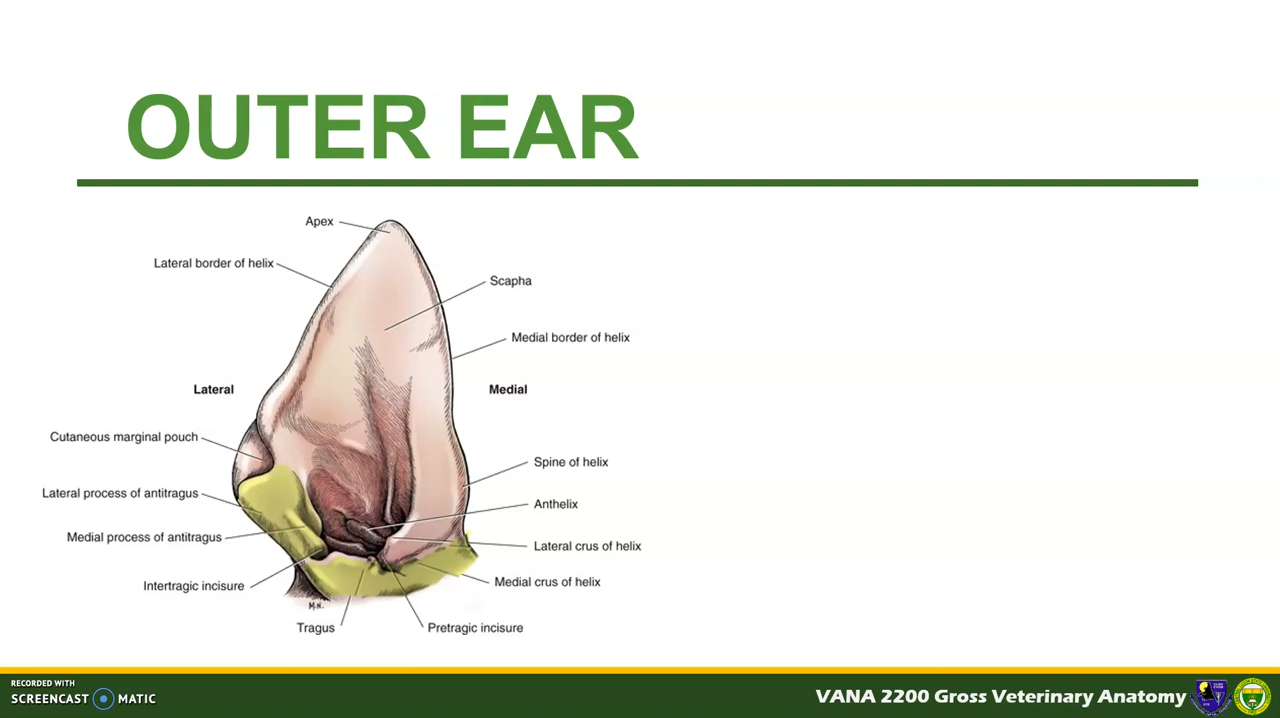 OUTER EAR
Apex
Lateral border of helix
Scapha
Medial border of helix
Lateral
Medial
Cutaneous marginal pouch
Spine of helix
Lateral process of antitragus
Anthelix
Medial process of antitragus
Lateral crus of helix
Medial crus of helix
Intertragic incisure
M.N.
Tragus
Pretragic incisure
RECORDED WITH
SCREENCAST MATIC
VANA 2200 Gross Veterinary Anatomy